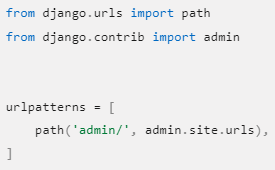 from django.urls import path
from django.contrib import admin
urlpatterns = [
    path('admin/', admin.site.urls),
]